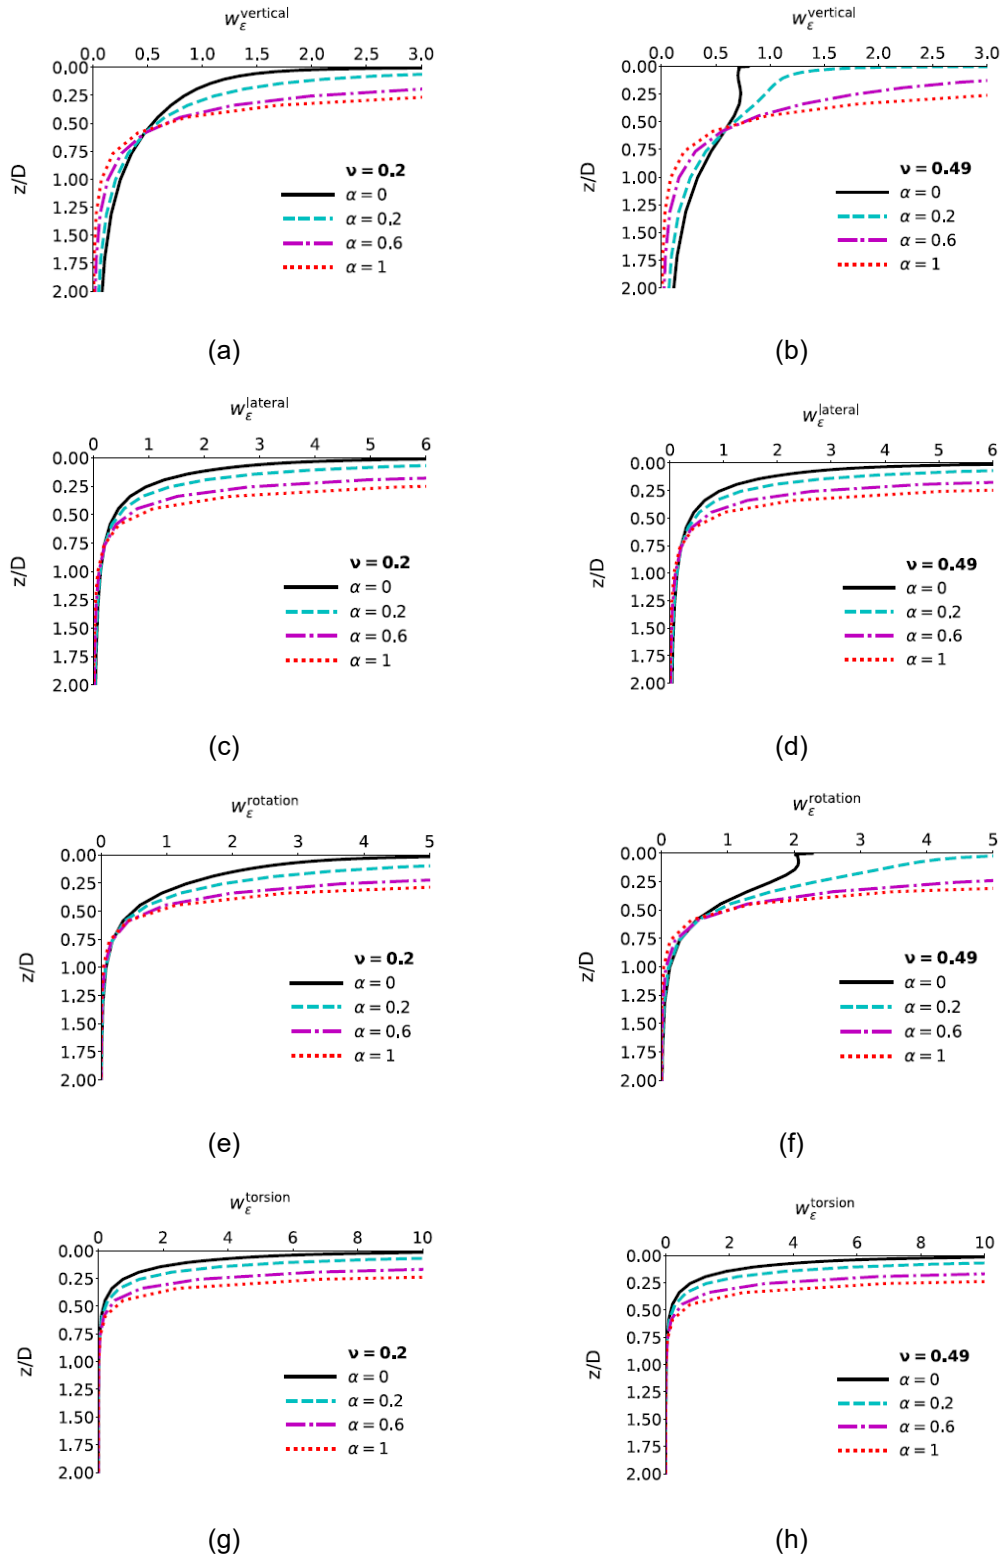 w_ε^vertical
0.0 0.5 1.0 1.5 2.0 2.5 3.0
0.00
0.25
0.50
0.75
1.00
1.25
1.50
1.75
2.00
z/D
ν = 0.2
α = 0
α = 0.2
α = 0.6
α = 1
(a)
w_ε^vertical
0.0 0.5 1.0 1.5 2.0 2.5 3.0
0.00
0.25
0.50
0.75
1.00
1.25
1.50
1.75
2.00
z/D
ν = 0.49
α = 0
α = 0.2
α = 0.6
α = 1
(b)
w_ε^lateral
0 1 2 3 4 5 6
0.00
0.25
0.50
0.75
1.00
1.25
1.50
1.75
2.00
z/D
ν = 0.2
α = 0
α = 0.2
α = 0.6
α = 1
(c)
w_ε^lateral
0 1 2 3 4 5 6
0.00
0.25
0.50
0.75
1.00
1.25
1.50
1.75
2.00
z/D
ν = 0.49
α = 0
α = 0.2
α = 0.6
α = 1
(d)
w_ε^rotation
0 1 2 3 4 5
0.00
0.25
0.50
0.75
1.00
1.25
1.50
1.75
2.00
z/D
ν = 0.2
α = 0
α = 0.2
α = 0.6
α = 1
(e)
w_ε^rotation
0 1 2 3 4 5
0.00
0.25
0.50
0.75
1.00
1.25
1.50
1.75
2.00
z/D
ν = 0.49
α = 0
α = 0.2
α = 0.6
α = 1
(f)
w_ε^torsion
0 2 4 6 8 10
0.00
0.25
0.50
0.75
1.00
1.25
1.50
1.75
2.00
z/D
ν = 0.2
α = 0
α = 0.2
α = 0.6
α = 1
(g)
w_ε^torsion
0 2 4 6 8 10
0.00
0.25
0.50
0.75
1.00
1.25
1.50
1.75
2.00
z/D
ν = 0.49
α = 0
α = 0.2
α = 0.6
α = 1
(h)